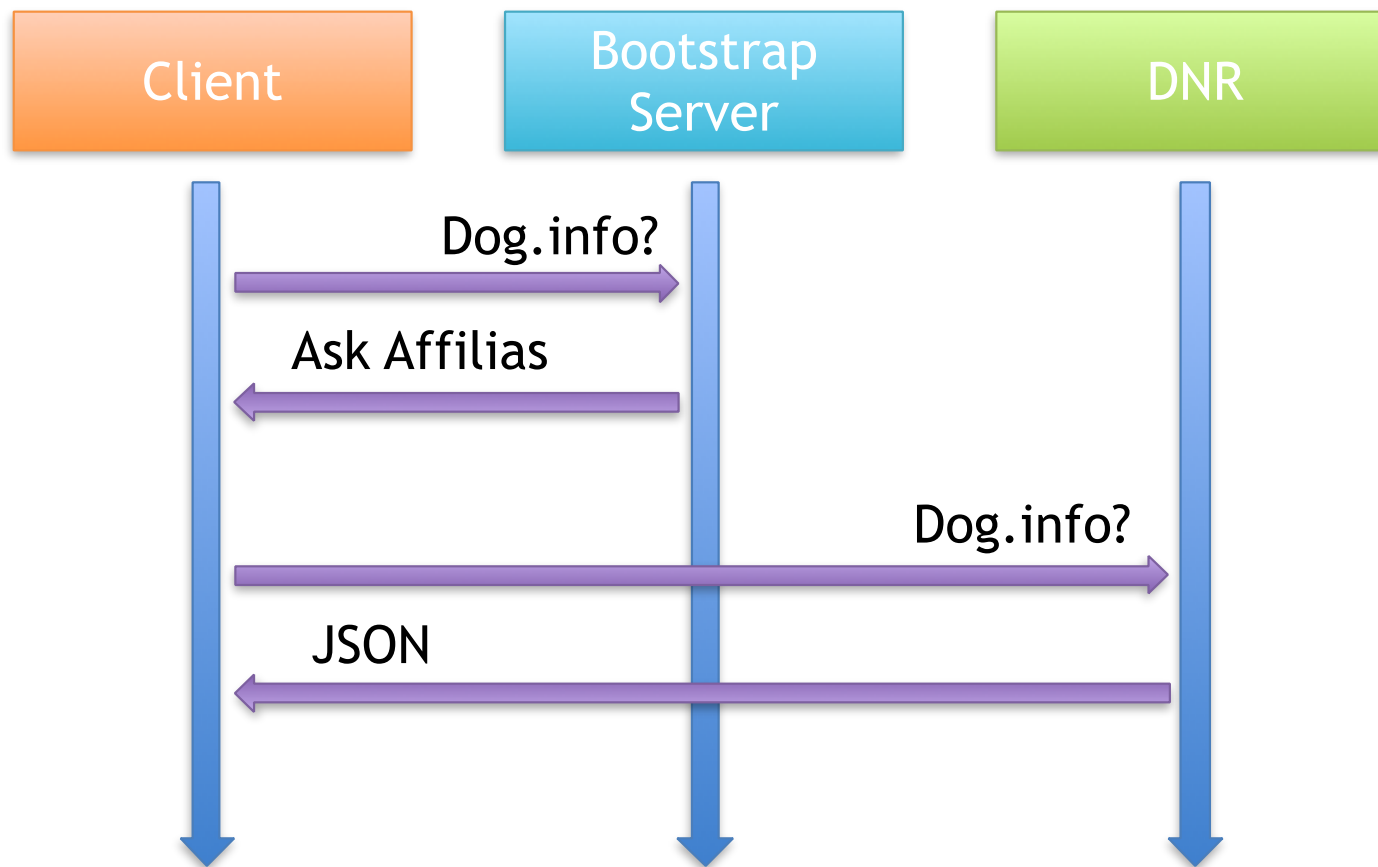 Client
Bootstrap
Server
DNR
Dog.info?
Ask Affilias
Dog.info?
JSON